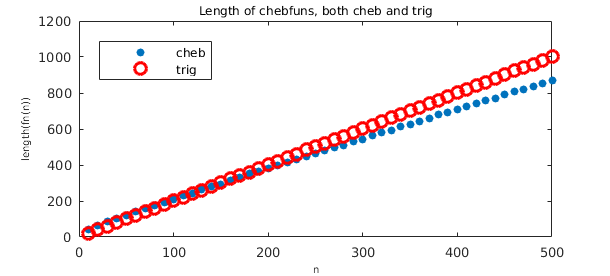 Length of chebfuns, both cheb and trig
1200
1000
800
600
400
200
0
length(fn(n))
cheb
trig
0 100 200 300 400 500
n